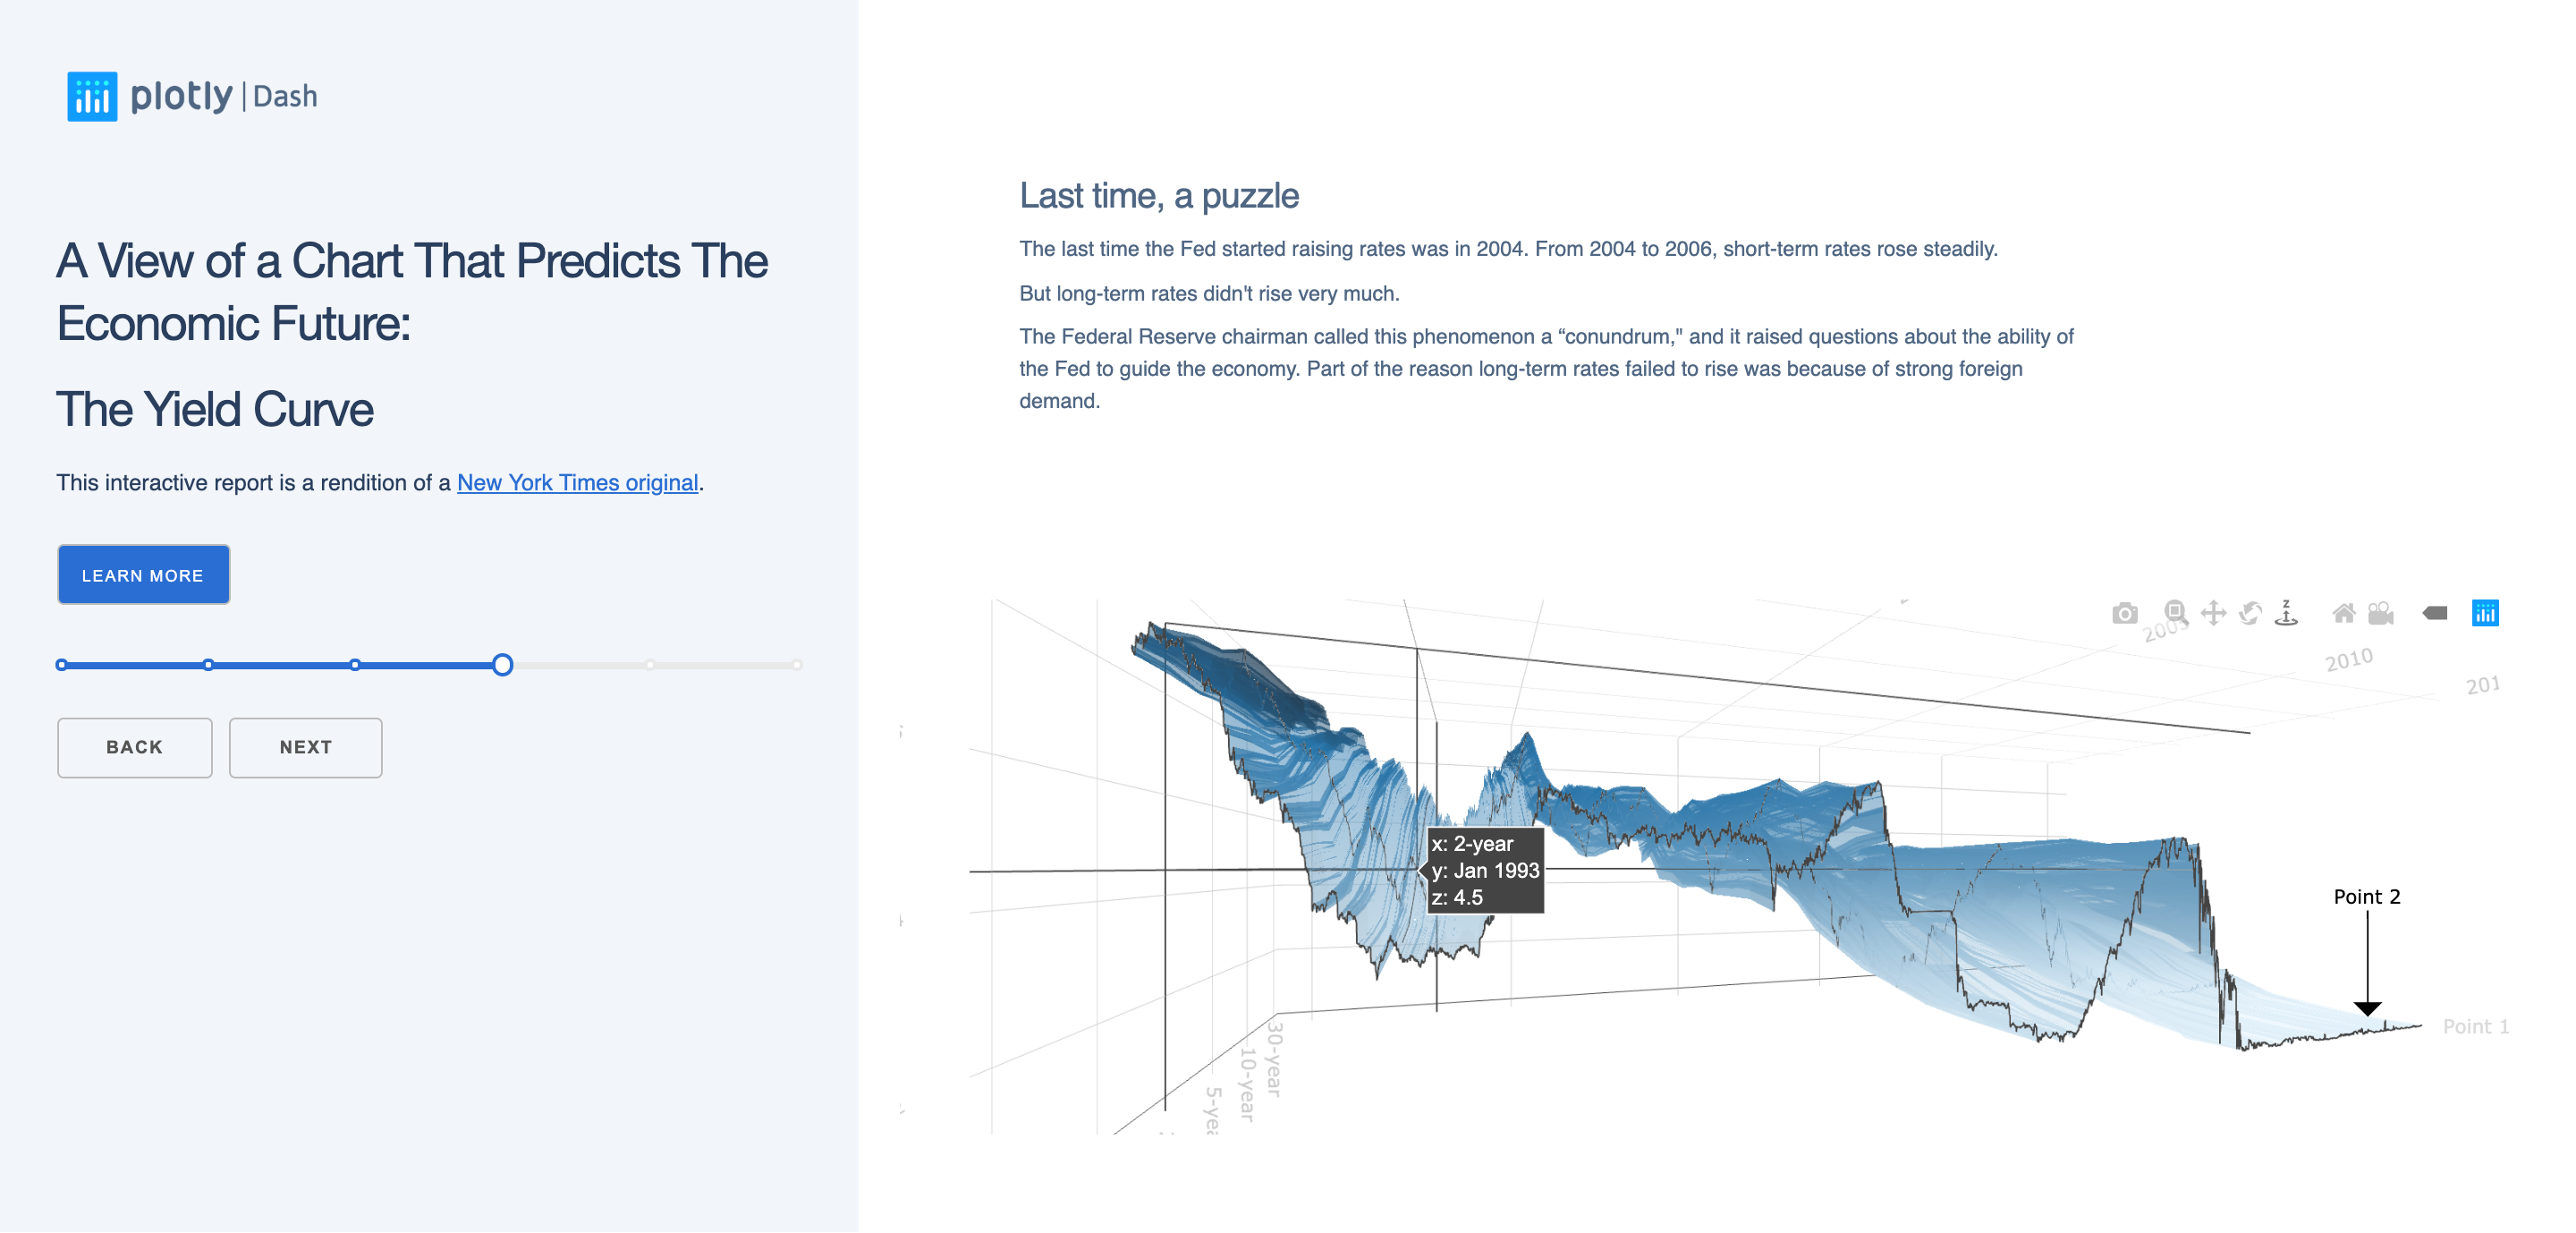 plotly | Dash
A View of a Chart That Predicts The
Economic Future:
The Yield Curve
This interactive report is a rendition of a New York Times original.
LEARN MORE
BACK
NEXT
Last time, a puzzle
The last time the Fed started raising rates was in 2004. From 2004 to 2006, short-term rates rose steadily.
But long-term rates didn't rise very much.
The Federal Reserve chairman called this phenomenon a “conundrum," and it raised questions about the ability of
the Fed to guide the economy. Part of the reason long-term rates failed to rise was because of strong foreign
demand.
z
2005
2010
201
x: 2-year
y: Jan 1993
z: 4.5
Point 2
Point 1
30-year
10-year
5-yea